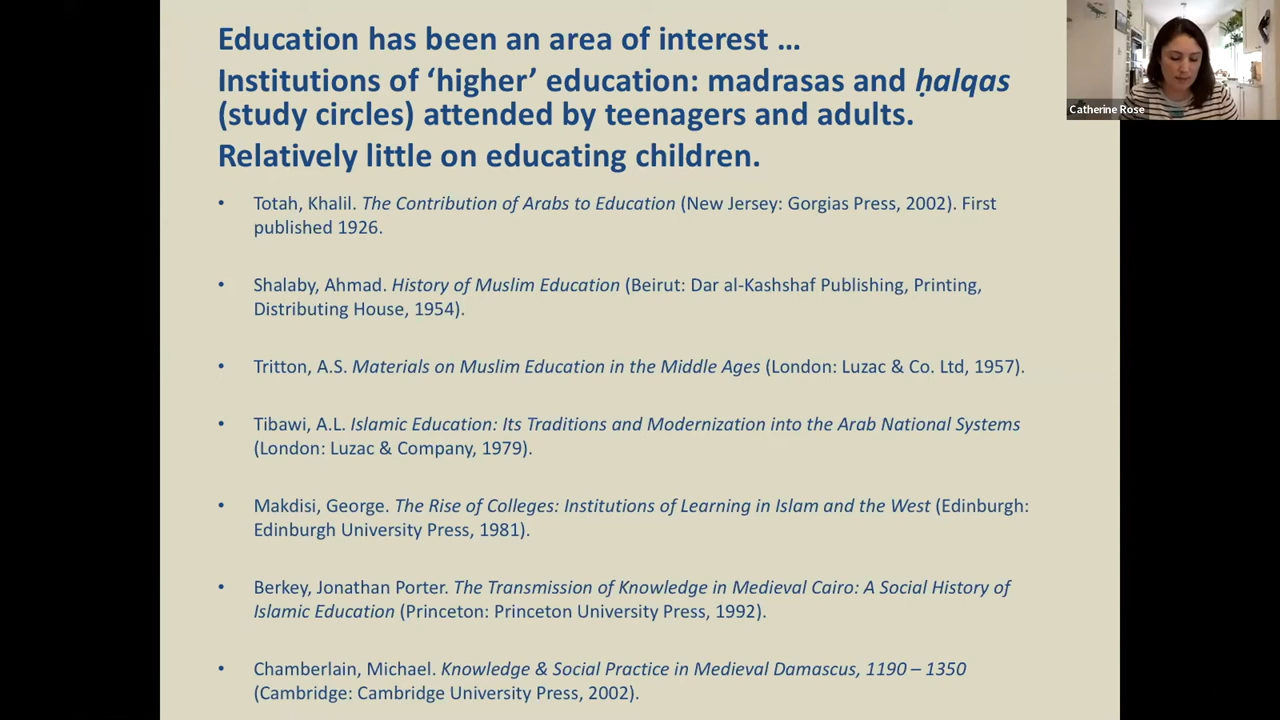 Education has been an area of interest …
Institutions of ‘higher’ education: madrasas and ḥalqas
(study circles) attended by teenagers and adults.
Relatively little on educating children.
• Totah, Khalil. The Contribution of Arabs to Education (New Jersey: Gorgias Press, 2002). First
published 1926.
• Shalaby, Ahmad. History of Muslim Education (Beirut: Dar al-Kashshaf Publishing, Printing,
Distributing House, 1954).
• Tritton, A.S. Materials on Muslim Education in the Middle Ages (London: Luzac & Co. Ltd, 1957).
• Tibawi, A.L. Islamic Education: Its Traditions and Modernization into the Arab National Systems
(London: Luzac & Company, 1979).
• Makdisi, George. The Rise of Colleges: Institutions of Learning in Islam and the West (Edinburgh:
Edinburgh University Press, 1981).
• Berkey, Jonathan Porter. The Transmission of Knowledge in Medieval Cairo: A Social History of
Islamic Education (Princeton: Princeton University Press, 1992).
• Chamberlain, Michael. Knowledge & Social Practice in Medieval Damascus, 1190 – 1350
(Cambridge: Cambridge University Press, 2002).
Catherine Rose